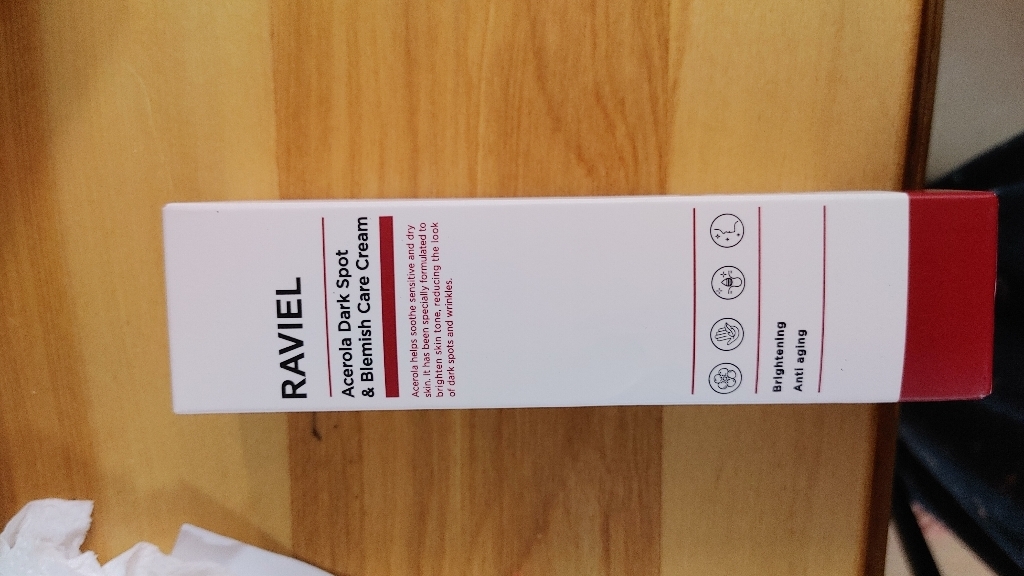 RAVIEL
Acerola Dark Spot
& Blemish Care Cream
Acerola helps soothe sensitive and dry
skin. It has been specially formulated to
brighten skin tone, reducing the look
of dark spots and wrinkles.
Brightening
Anti aging